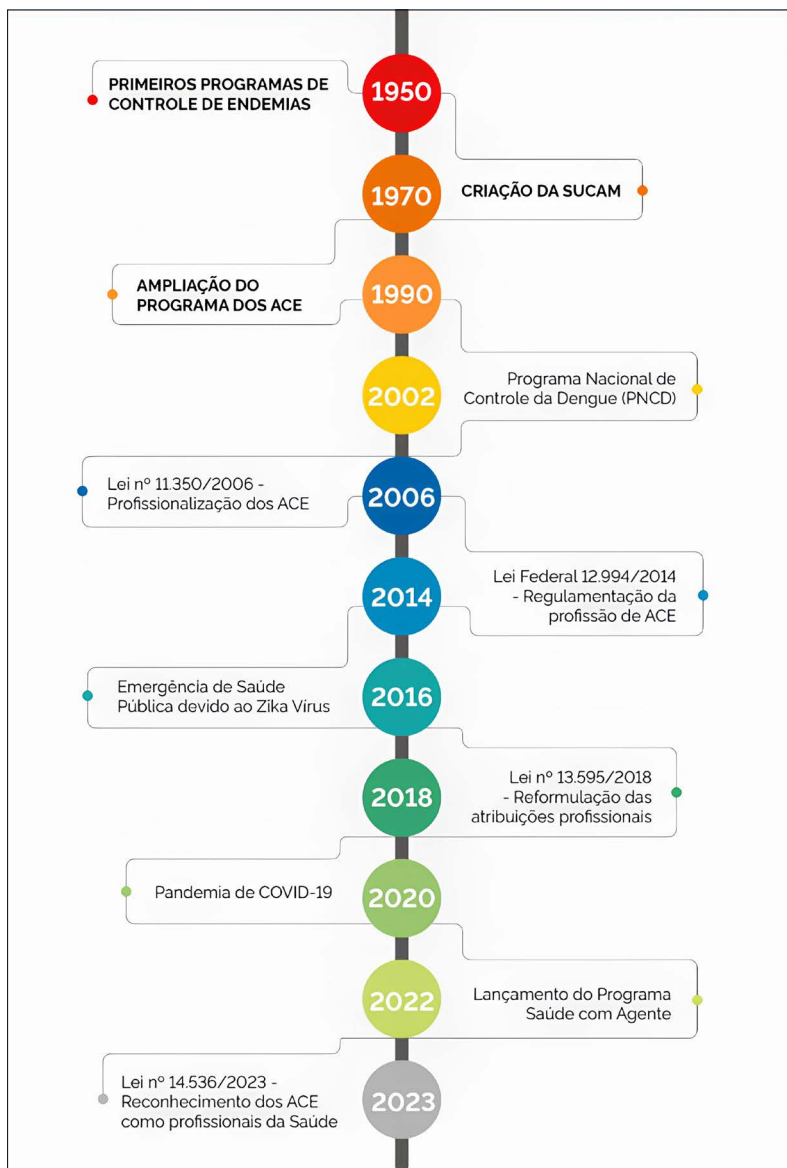 1950
PRIMEIROS PROGRAMAS DE
CONTROLE DE ENDEMIAS
1970
CRIAÇÃO DA SUCAM
1990
AMPLIAÇÃO DO
PROGRAMA DOS ACE
2002
Programa Nacional de
Controle da Dengue (PNCD)
2006
Lei nº 11.350/2006 -
Profissionalização dos ACE
2014
Lei Federal 12.994/2014
- Regulamentação da
profissão de ACE
2016
Emergência de Saúde
Pública devido ao Zika Vírus
2018
Lei nº 13.595/2018
- Reformulação das
atribuições profissionais
2020
Pandemia de COVID-19
2022
Lançamento do Programa
Saúde com Agente
2023
Lei nº 14.536/2023 -
Reconhecimento dos ACE
como profissionais da Saúde